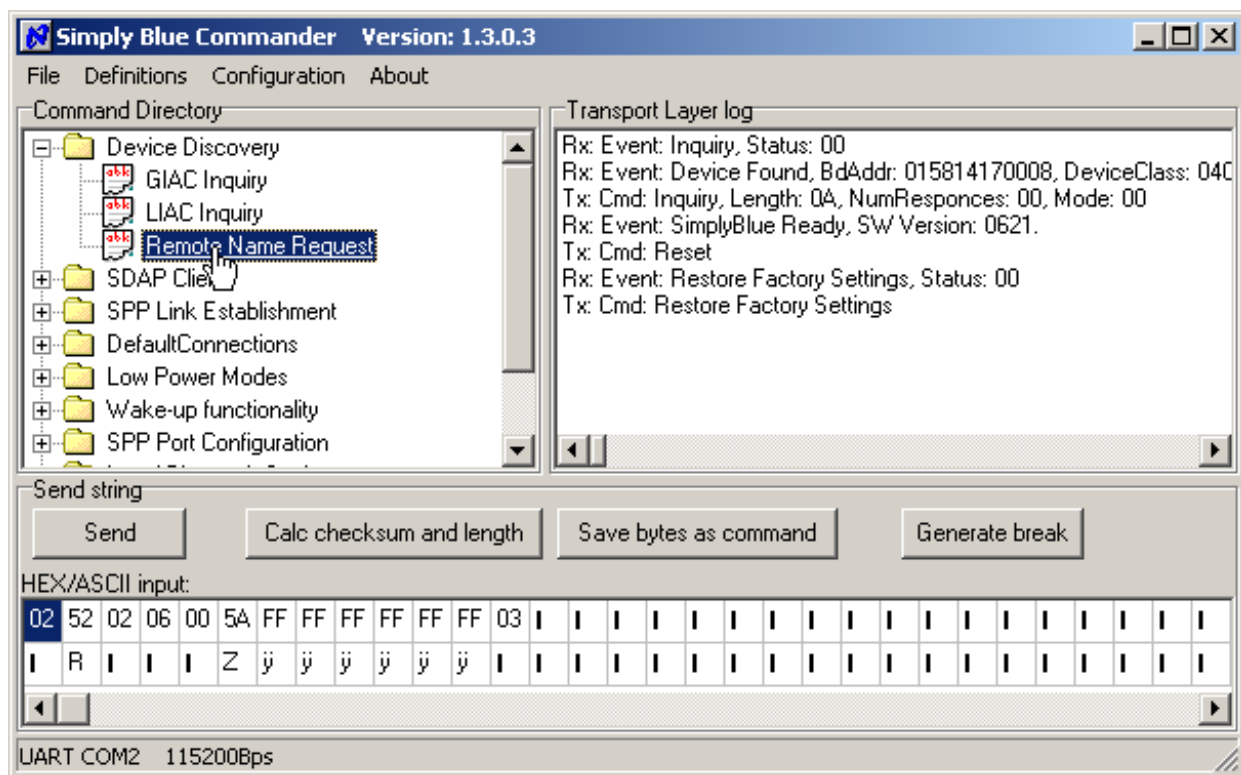 Simply Blue Commander Version: 1.3.0.3
File Definitions Configuration About
Command Directory
Device Discovery
GIAC Inquiry
LIAC Inquiry
Remote Name Request
SDAP Clie
SPP Link Establishment
DefaultConnections
Low Power Modes
Wake-up functionality
SPP Port Configuration
Transport Layer log
Rx: Event: Inquiry, Status: 00
Rx: Event: Device Found, BdAddr: 015814170008, DeviceClass: 040
Tx: Cmd: Inquiry, Length: 0A, NumResponces: 00, Mode: 00
Rx: Event: SimplyBlue Ready, SW Version: 0621.
Tx: Cmd: Reset
Rx: Event: Restore Factory Settings, Status: 00
Tx: Cmd: Restore Factory Settings
Send string
Send Calc checksum and length Save bytes as command Generate break
HEX/ASCII input:
02 52 02 06 00 5A FF FF FF FF FF FF 03
R Z ÿ ÿ ÿ ÿ ÿ ÿ
UART COM2 115200Bps